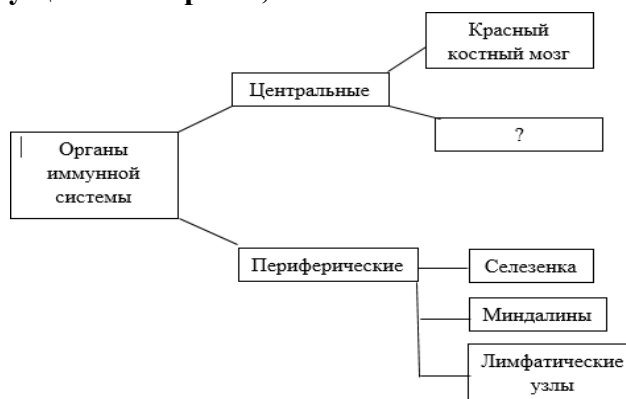 Красный
костный мозг
Центральные
?
Органы
иммунной
системы
Периферические
Селезенка
Миндалины
Лимфатические
узлы